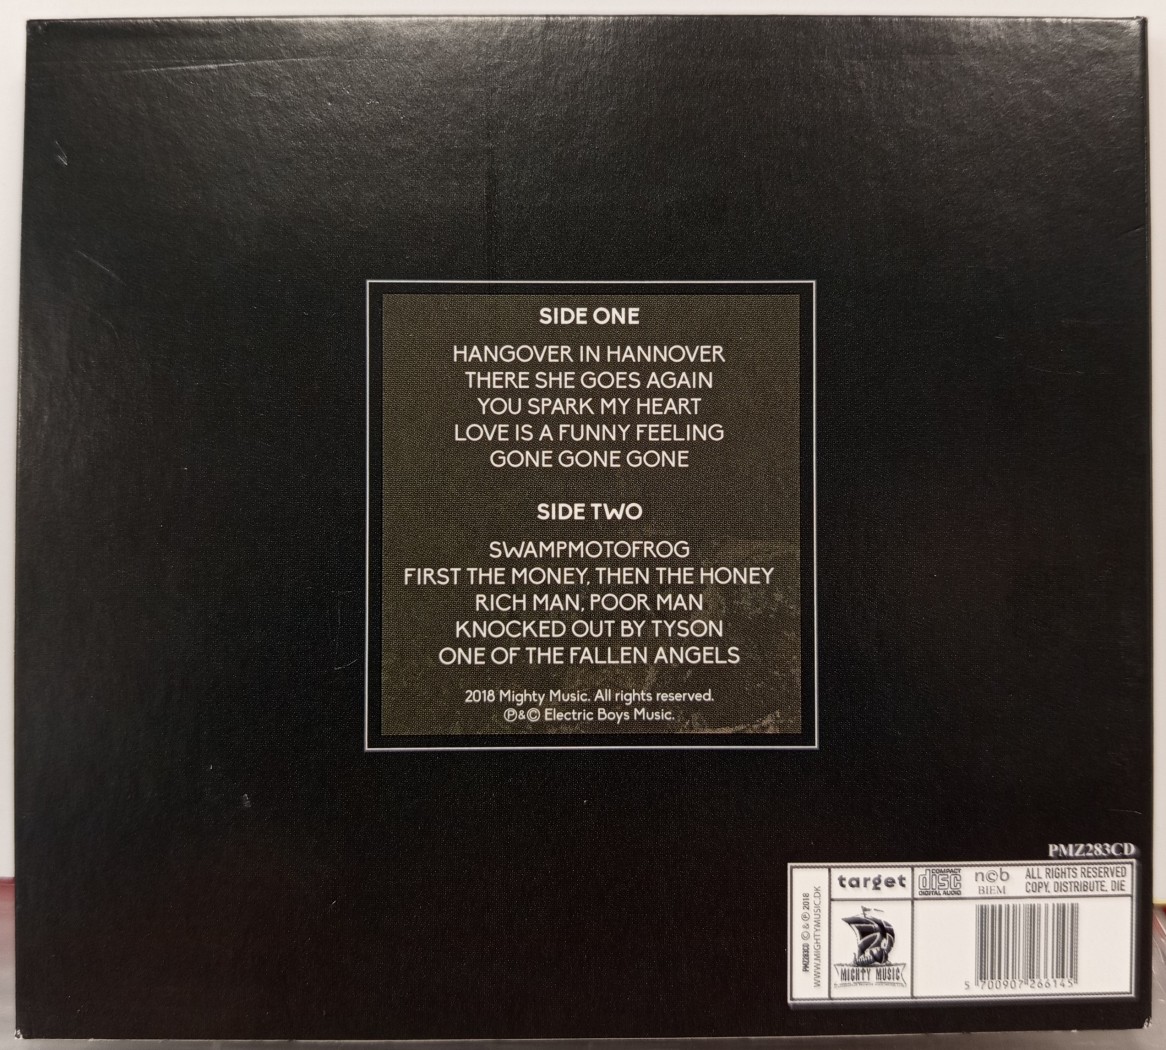 SIDE ONE
HANGOVER IN HANNOVER
THERE SHE GOES AGAIN
YOU SPARK MY HEART
LOVE IS A FUNNY FEELING
GONE GONE GONE
SIDE TWO
SWAMPMOTOFROG
FIRST THE MONEY, THEN THE HONEY
RICH MAN, POOR MAN
KNOCKED OUT BY TYSON
ONE OF THE FALLEN ANGELS
2018 Mighty Music. All rights reserved.
℗&© Electric Boys Music.
PMZ283CD
PMZ283CD © & ℗ 2018
WWW.MIGHTYMUSIC.DK
target
COMPACT
disc
DIGITAL AUDIO
n©b
BIEM
ALL RIGHTS RESERVED
COPY, DISTRIBUTE, DIE
MIGHTY MUSIC
5 700907 266145